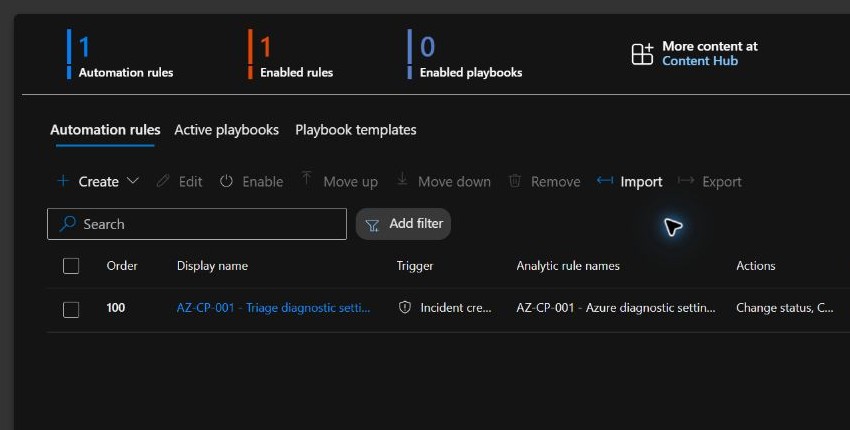 1
Automation rules
1
Enabled rules
0
Enabled playbooks
More content at
Content Hub
Automation rules Active playbooks Playbook templates
Create Edit Enable Move up Move down Remove Import Export
Search Add filter
Order Display name Trigger Analytic rule names Actions
100 AZ-CP-001 - Triage diagnostic setti... Incident cre... AZ-CP-001 - Azure diagnostic settin... Change status, C...